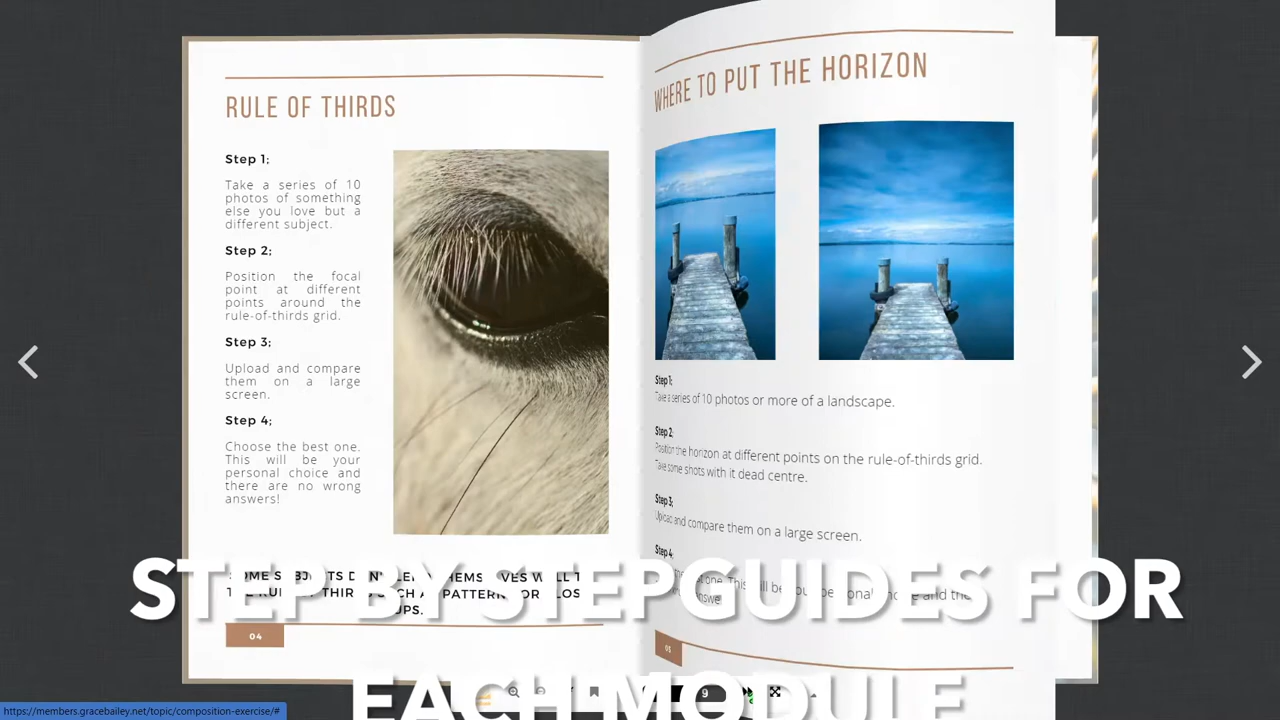 RULE OF THIRDS
Step 1;
Take a series of 10
photos of something
else you love but a
different subject.
Step 2;
Position the focal
point at different
points around the
rule-of-thirds grid.
Step 3;
Upload and compare
them on a large
screen.
Step 4;
Choose the best one.
This will be your
personal choice and
there are no wrong
answers!
04
WHERE TO PUT THE HORIZON
Step 1;
Take a series of 10 photos or more of a landscape.
Step 2;
Position the horizon at different points on the rule-of-thirds grid.
Take some shots with it dead centre.
Step 3;
Upload and compare them on a large screen.
Step 4;
05
STEP BY STEPGUIDES FOR
EACH MODULE
9
https://members.gracebailey.net/topic/composition-exercise/#